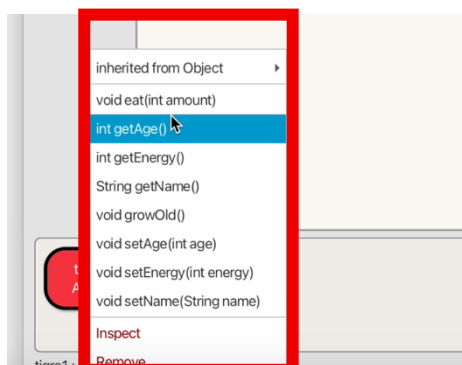 inherited from Object
void eat(int amount)
int getAge()
int getEnergy()
String getName()
void growOld()
void setAge(int age)
void setEnergy(int energy)
void setName(String name)
Inspect
Remove